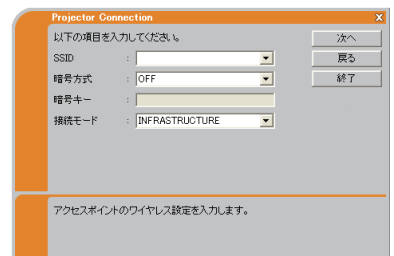 Projector Connection X
以下の項目を入力してください。
SSID :
暗号方式 : OFF
暗号キー :
接続モード : INFRASTRUCTURE
次へ
戻る
終了
アクセスポイントのワイヤレス設定を入力します。